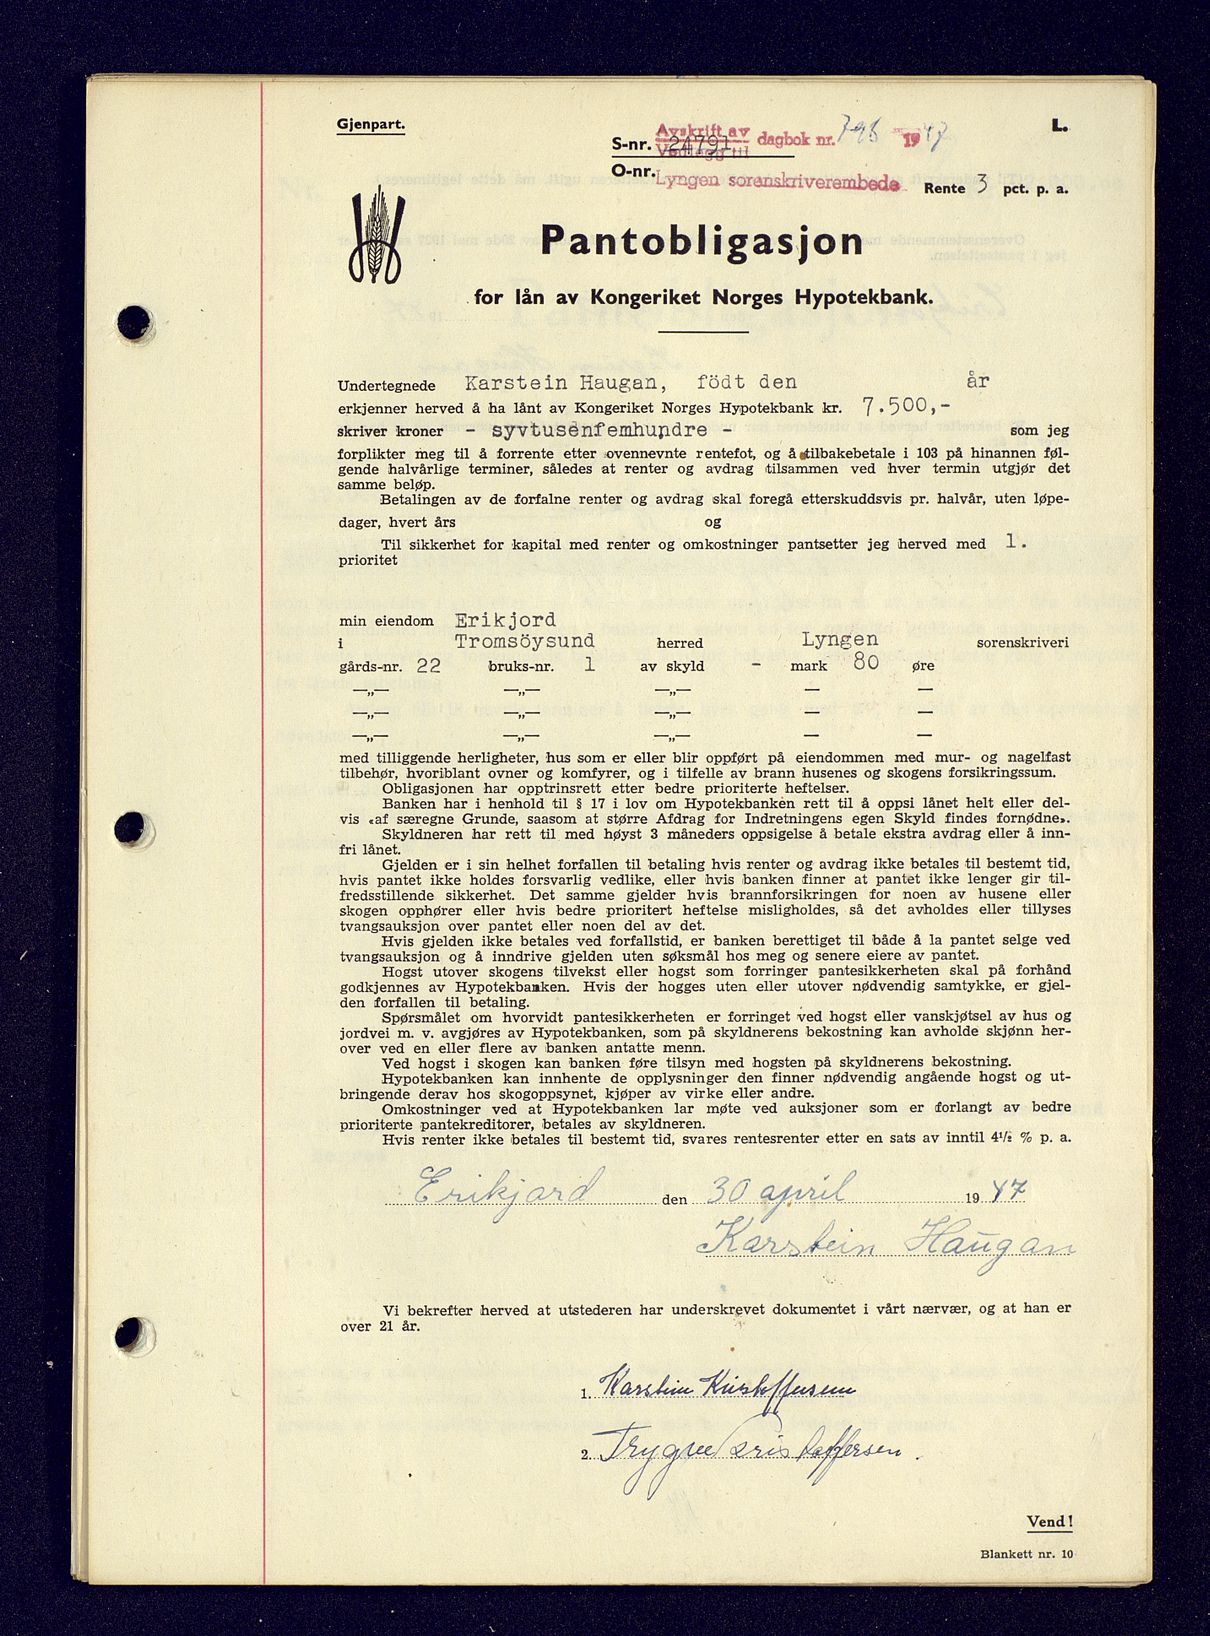 Gjenpart.
L.
Avskrift av
Vedlegg til dagbok nr. 796 1947
S-nr. 24791
O-nr. Lyngen sorenskriverembede
Rente 3 pct. p. a.
Pantobligasjon
for lån av Kongeriket Norges Hypotekbank.
Undertegnede Karstein Haugan, födt den år
erkjenner herved å ha lånt av Kongeriket Norges Hypotekbank kr. 7.500,-
skriver kroner - syvtusenfemhundre - som jeg
forplikter meg til å forrente etter ovennevnte rentefot, og å tilbakebetale i 103 på hinannen føl-
gende halvårlige terminer, således at renter og avdrag tilsammen ved hver termin utgjør det
samme beløp.
Betalingen av de forfalne renter og avdrag skal foregå etterskuddsvis pr. halvår, uten løpe-
dager, hvert års og
Til sikkerhet for kapital med renter og omkostninger pantsetter jeg herved med 1.
prioritet
min eiendom Erikjord
i Tromsöysund herred Lyngen sorenskriveri
gårds-nr. 22 bruks-nr. 1 av skyld - mark 80 øre
—„— —„— —„— — —
—„— —„— —„— — —
—„— —„— —„— — —
med tilliggende herligheter, hus som er eller blir oppført på eiendommen med mur- og nagelfast
tilbehør, hvoriblant ovner og komfyrer, og i tilfelle av brann husenes og skogens forsikringssum.
Obligasjonen har opptrinsrett etter bedre prioriterte heftelser.
Banken har i henhold til § 17 i lov om Hypotekbanken rett til å oppsi lånet helt eller del-
vis «af særegne Grunde, saasom at større Afdrag for Indretningens egen Skyld findes fornødne».
Skyldneren har rett til med høyst 3 måneders oppsigelse å betale ekstra avdrag eller å inn-
fri lånet.
Gjelden er i sin helhet forfallen til betaling hvis renter og avdrag ikke betales til bestemt tid,
hvis pantet ikke holdes forsvarlig vedlike, eller hvis banken finner at pantet ikke lenger gir til-
fredsstillende sikkerhet. Det samme gjelder hvis brannforsikringen for noen av husene eller
skogen opphører eller hvis bedre prioritert heftelse misligholdes, så det avholdes eller tillyses
tvangsauksjon over pantet eller noen del av det.
Hvis gjelden ikke betales ved forfallstid, er banken berettiget til både å la pantet selge ved
tvangsauksjon og å inndrive gjelden uten søksmål hos meg og senere eiere av pantet.
Hogst utover skogens tilvekst eller hogst som forringer pantesikkerheten skal på forhånd
godkjennes av Hypotekbanken. Hvis der hogges uten eller utover nødvendig samtykke, er gjel-
den forfallen til betaling.
Spørsmålet om hvorvidt pantesikkerheten er forringet ved hogst eller vanskjøtsel av hus og
jordvei m. v. avgjøres av Hypotekbanken, som på skyldnerens bekostning kan avholde skjønn her-
over ved en eller flere av banken antatte menn.
Ved hogst i skogen kan banken føre tilsyn med hogsten på skyldnerens bekostning.
Hypotekbanken kan innhente de opplysninger den finner nødvendig angående hogst og ut-
bringende derav hos skogoppsynet, kjøper av virke eller andre.
Omkostninger ved at Hypotekbanken lar møte ved auksjoner som er forlangt av bedre
prioriterte pantekreditorer, betales av skyldneren.
Hvis renter ikke betales til bestemt tid, svares rentesrenter etter en sats av inntil 4½ % p. a.
Erikjord den 30 april 1947
Karstein Haugan
Vi bekrefter herved at utstederen har underskrevet dokumentet i vårt nærvær, og at han er
over 21 år.
1. Karstein Kristoffersen
2. Trygve Kristoffersen.
Vend!
Blankett nr. 10